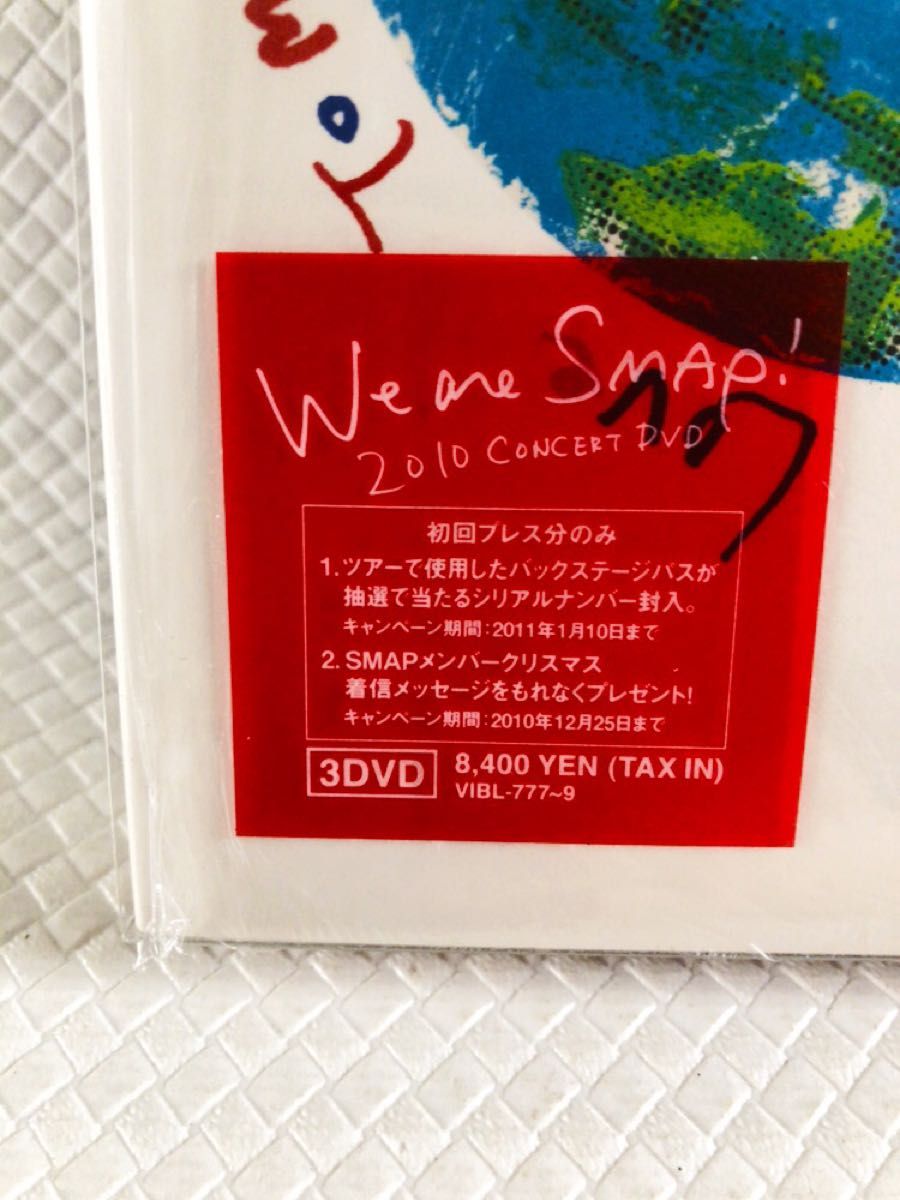 We are SMAP!
2010 CONCERT DVD
初回プレス分のみ
1. ツアーで使用したバックステージパスが
抽選で当たるシリアルナンバー封入。
キャンペーン期間:2011年1月10日まで
2. SMAPメンバークリスマス
着信メッセージをもれなくプレゼント!
キャンペーン期間:2010年12月25日まで
3DVD 8,400 YEN (TAX IN)
VIBL-777~9